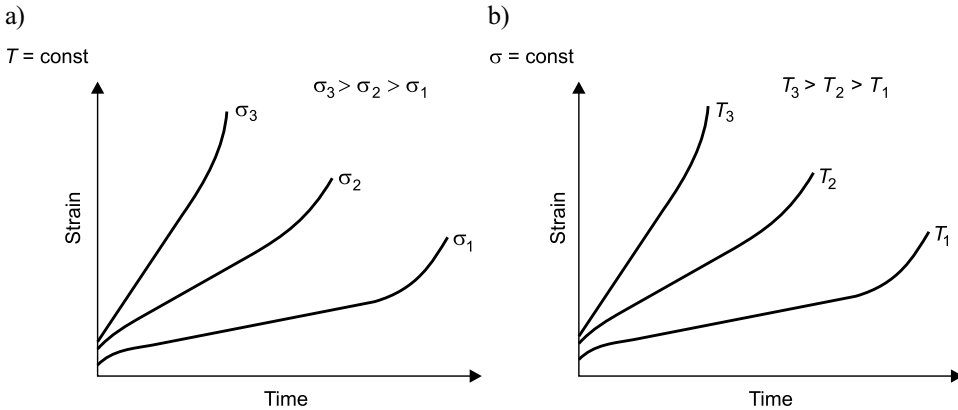 a)
T = const
σ3 > σ2 > σ1
σ3
σ2
σ1
Strain
Time
b)
σ = const
T3 > T2 > T1
T3
T2
T1
Strain
Time